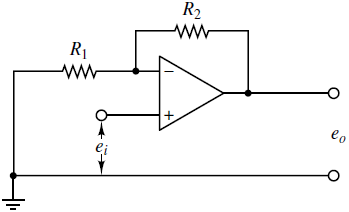 R₂
R₁
−
+
eᵢ
eₒ